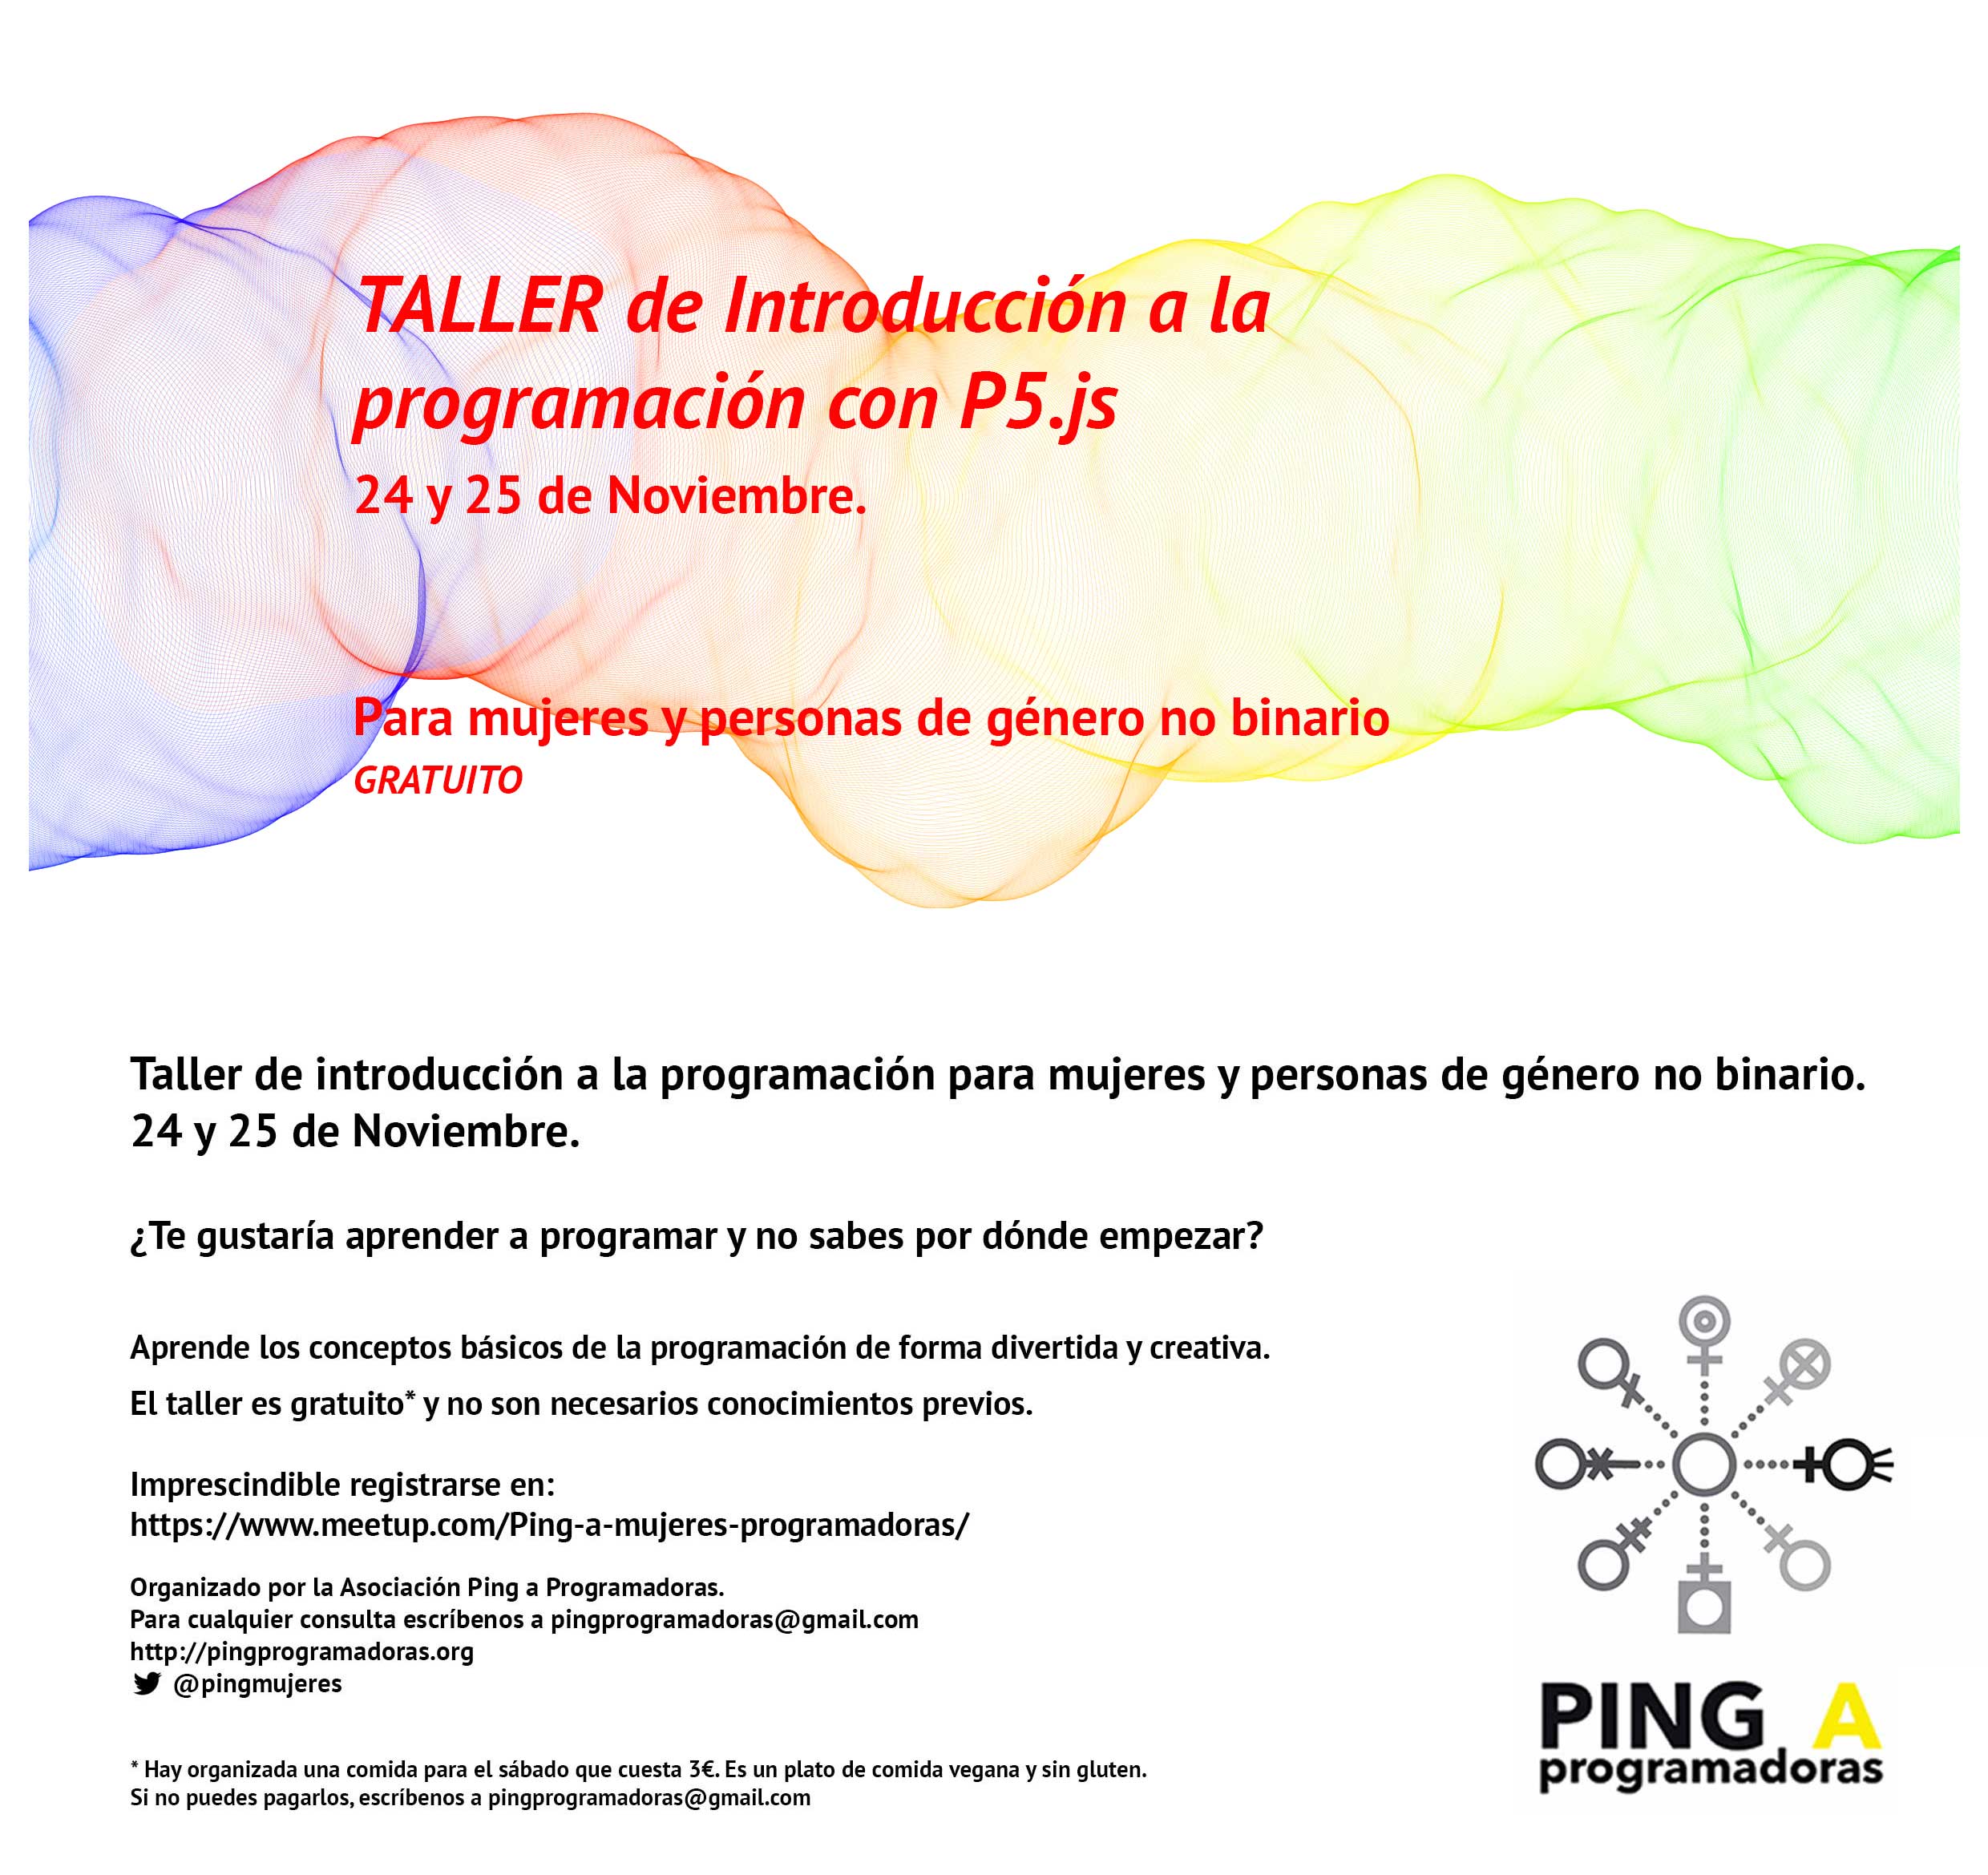 TALLER de Introducción a la
programación con P5.js
24 y 25 de Noviembre.
Para mujeres y personas de género no binario
GRATUITO
Taller de introducción a la programación para mujeres y personas de género no binario.
24 y 25 de Noviembre.
¿Te gustaría aprender a programar y no sabes por dónde empezar?
Aprende los conceptos básicos de la programación de forma divertida y creativa.
El taller es gratuito* y no son necesarios conocimientos previos.
Imprescindible registrarse en:
https://www.meetup.com/Ping-a-mujeres-programadoras/
Organizado por la Asociación Ping a Programadoras.
Para cualquier consulta escríbenos a pingprogramadoras@gmail.com
http://pingprogramadoras.org
@pingmujeres
* Hay organizada una comida para el sábado que cuesta 3€. Es un plato de comida vegana y sin gluten.
Si no puedes pagarlos, escríbenos a pingprogramadoras@gmail.com
PING A
programadoras